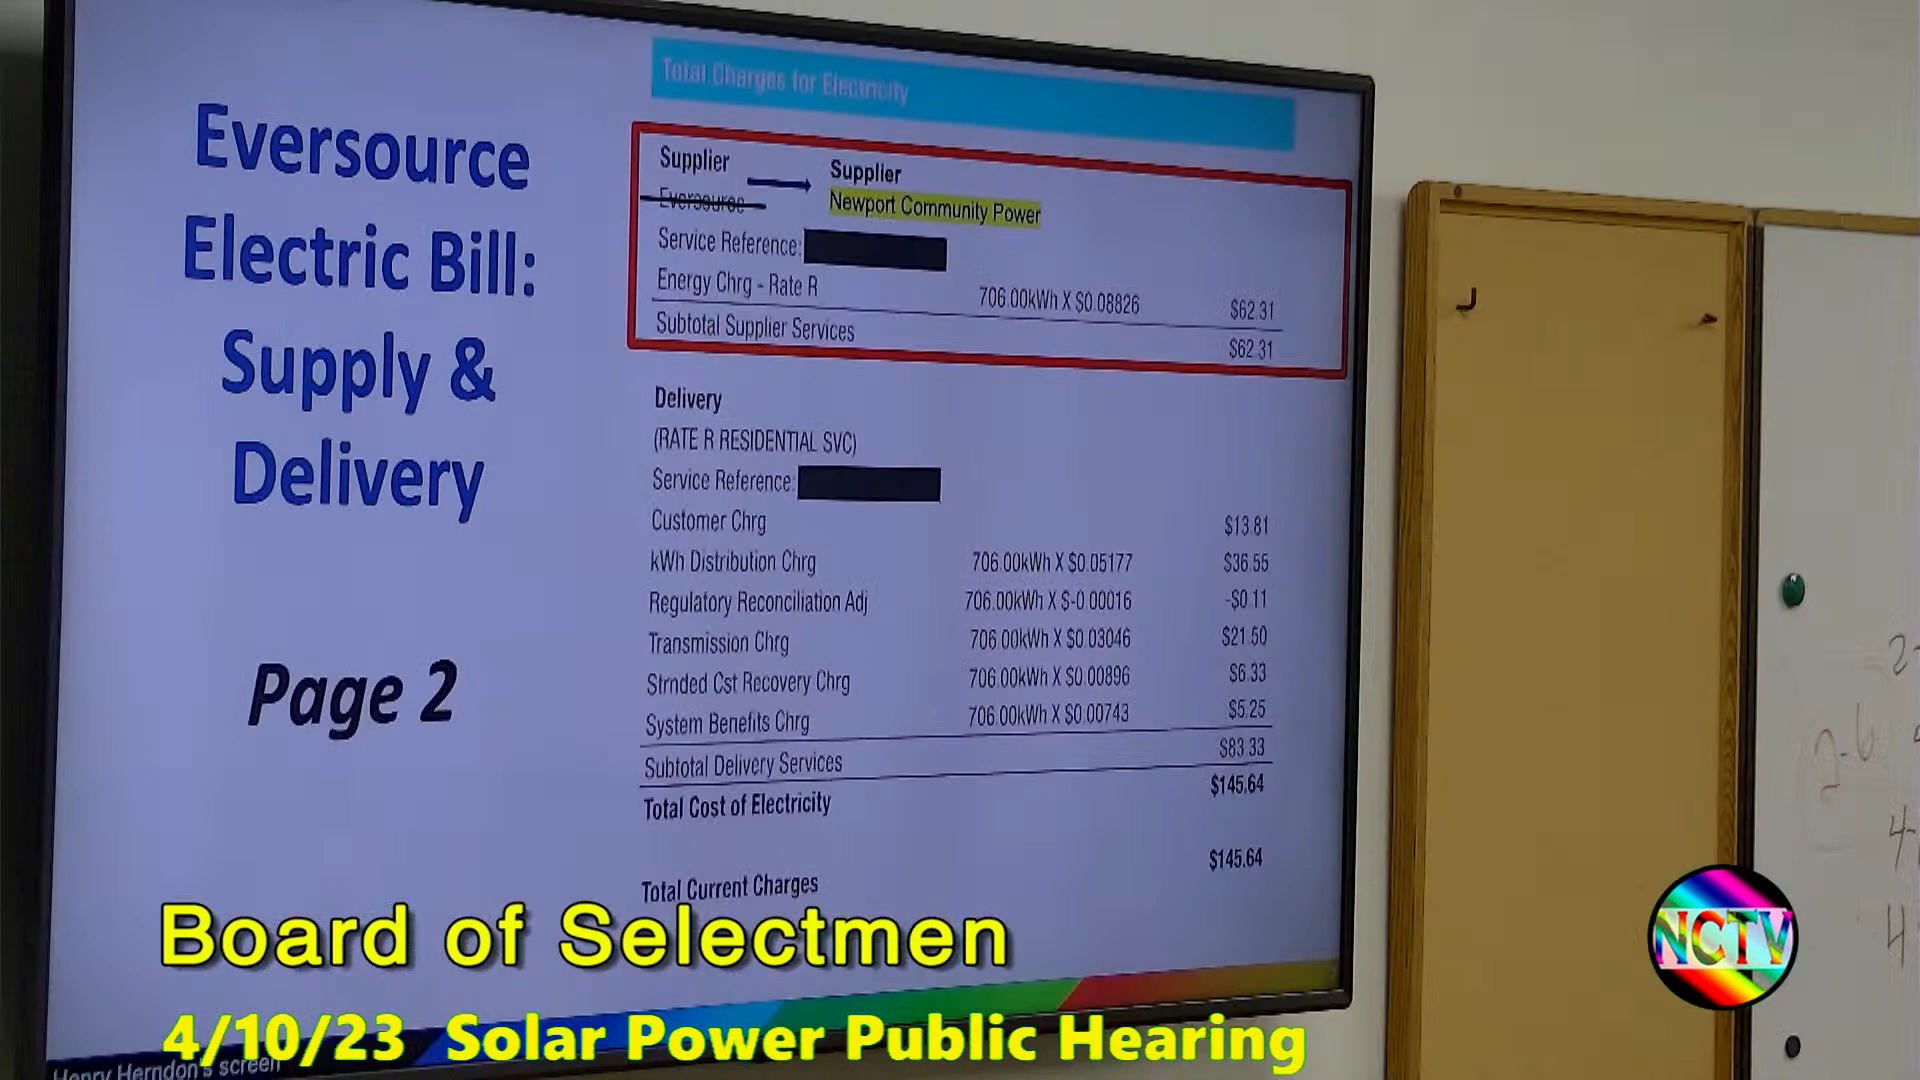 Eversource
Electric Bill:
Supply &
Delivery
Page 2
Total Charges for Electricity
Supplier
Eversource
Supplier
Newport Community Power
Service Reference:
Energy Chrg - Rate R 706.00kWh X $0.08826 $62.31
Subtotal Supplier Services $62.31
Delivery
(RATE R RESIDENTIAL SVC)
Service Reference:
Customer Chrg $13.81
kWh Distribution Chrg 706.00kWh X $0.05177 $36.55
Regulatory Reconciliation Adj 706.00kWh X $-0.00016 -$0.11
Transmission Chrg 706.00kWh X $0.03046 $21.50
Strnded Cst Recovery Chrg 706.00kWh X $0.00896 $6.33
System Benefits Chrg 706.00kWh X $0.00743 $5.25
Subtotal Delivery Services $83.33
Total Cost of Electricity $145.64
Total Current Charges $145.64
Board of Selectmen
4/10/23 Solar Power Public Hearing
Henry Herndon's screen
NCTV
2-6